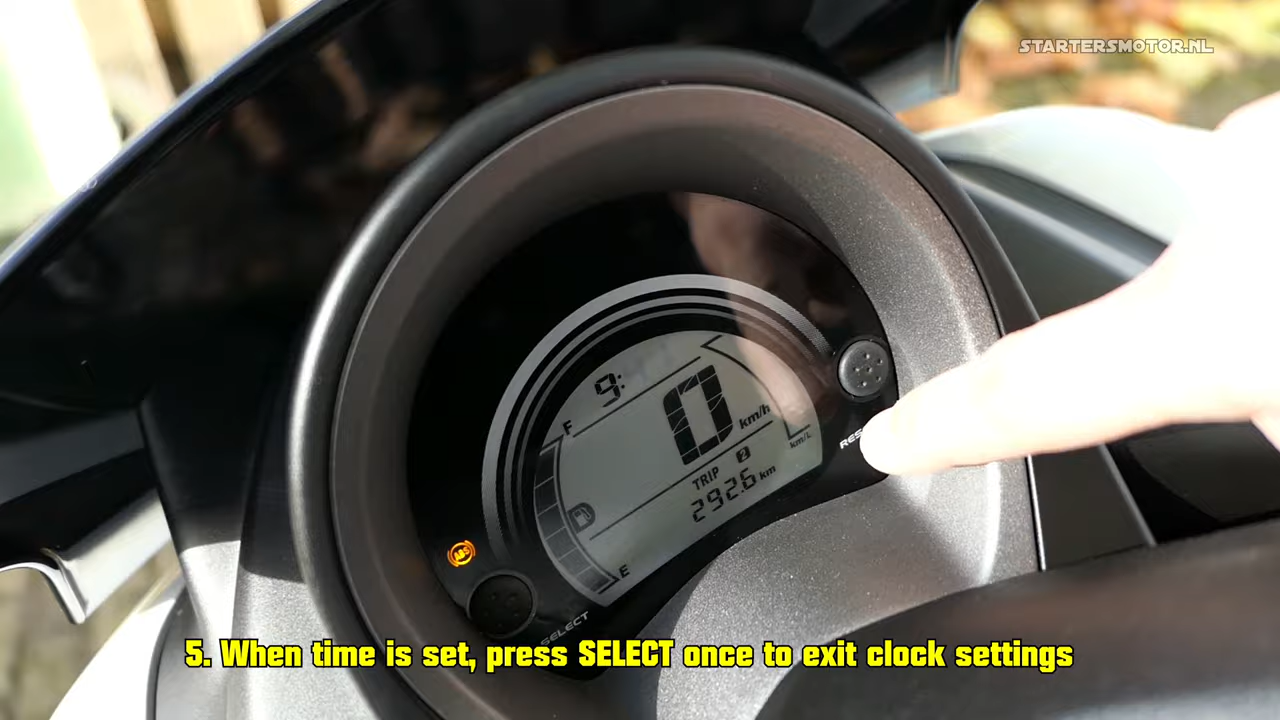 STARTERSMOTOR.NL
9:
F
0
km/h
km/L
TRIP 2
292.6 km
ABS
E
SELECT
5. When time is set, press SELECT once to exit clock settings